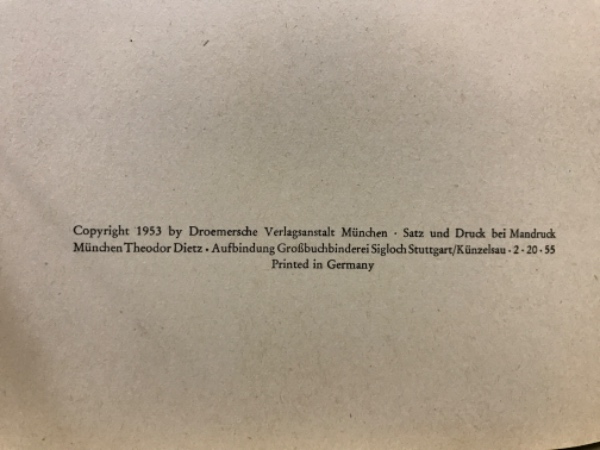 Copyright 1953 by Droemersche Verlagsanstalt München · Satz und Druck bei Mandruck
München Theodor Dietz · Aufbindung Großbuchbinderei Sigloch Stuttgart/Künzelsau · 2 · 20 · 55
Printed in Germany